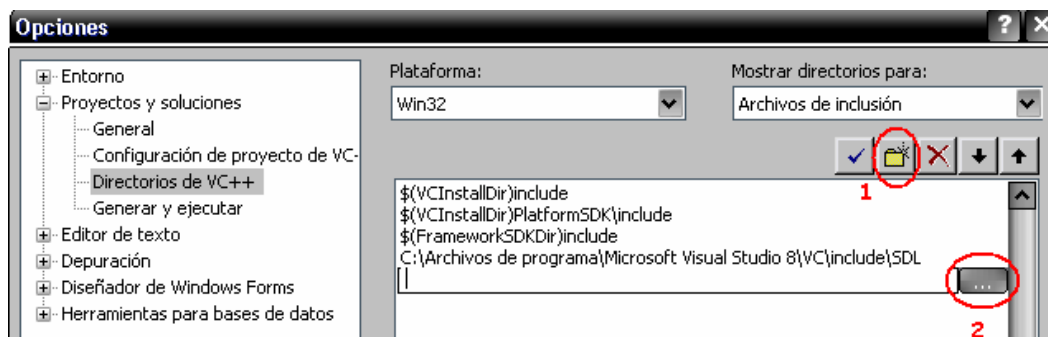 Opciones
Entorno
Proyectos y soluciones
General
Configuración de proyecto de VC-
Directorios de VC++
Generar y ejecutar
Editor de texto
Depuración
Diseñador de Windows Forms
Herramientas para bases de datos
Plataforma:
Win32
Mostrar directorios para:
Archivos de inclusión
1
$(VCInstallDir)include
$(VCInstallDir)PlatformSDK\include
$(FrameworkSDKDir)include
C:\Archivos de programa\Microsoft Visual Studio 8\VC\include\SDL
...
2